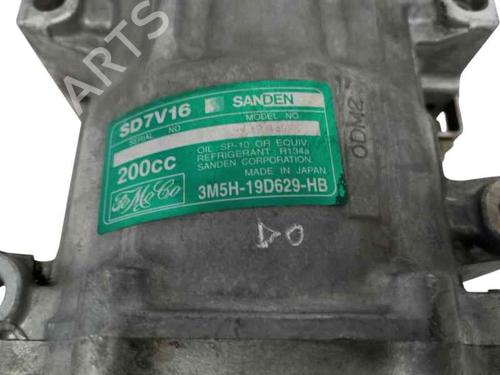 PARTS
SD7V16 SANDEN
SERIAL NO MODEL NO.
200cc
OIL: SP-10 OR EQUIV.
REFRIGERANT: R134a
SANDEN CORPORATION
MADE IN JAPAN
FoMoCo 3M5H-19D629-HB
ODM2